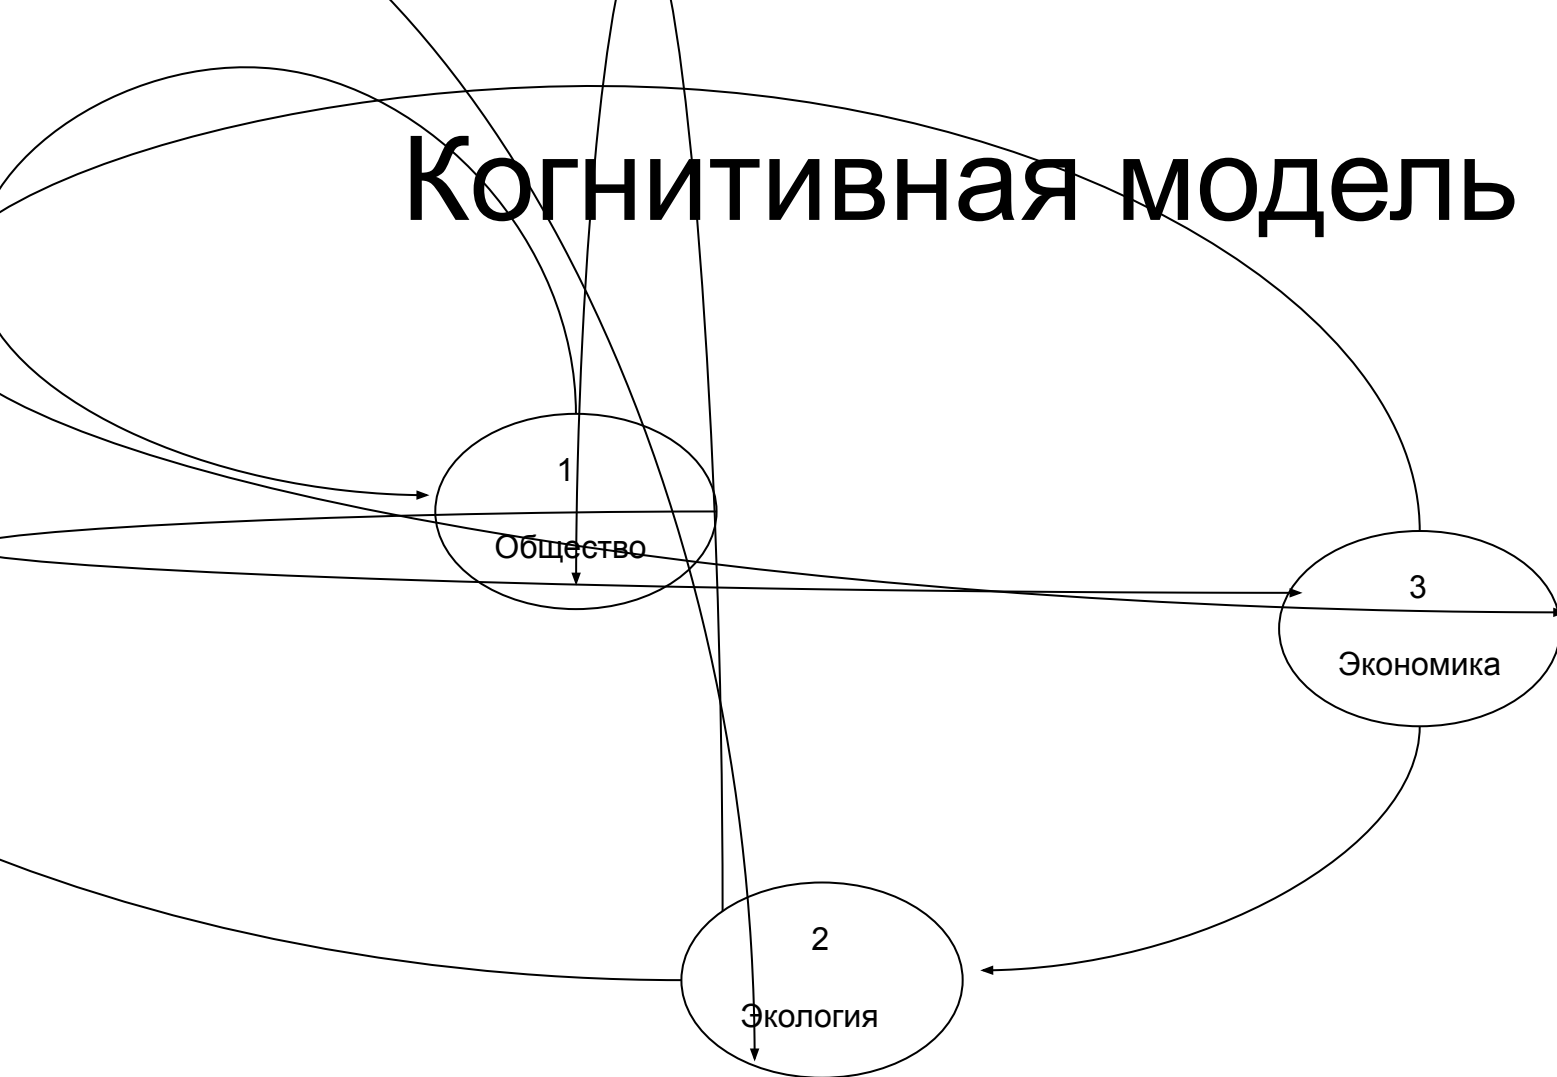 Когнитивная модель
1
Общество
3
Экономика
2
Экология